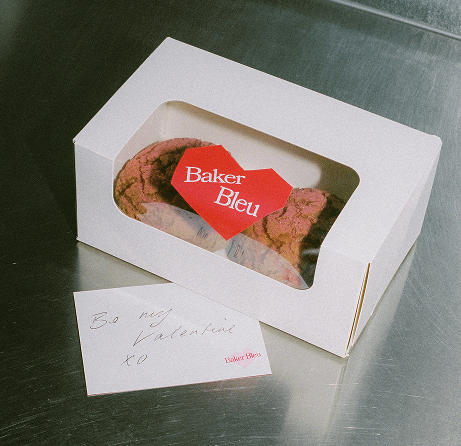 Baker
Bleu
Be my
Valentine
xo
Baker Bleu